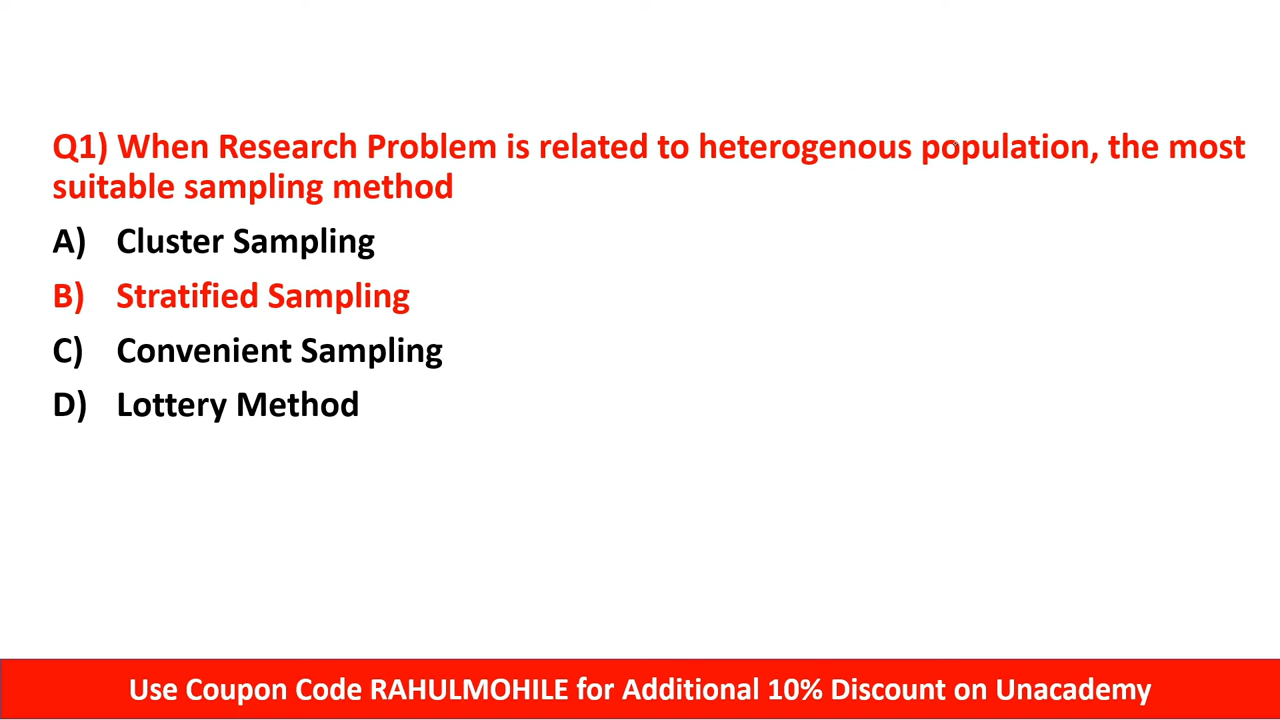 Q1) When Research Problem is related to heterogenous population, the most
suitable sampling method
A) Cluster Sampling
B) Stratified Sampling
C) Convenient Sampling
D) Lottery Method
Use Coupon Code RAHULMOHILE for Additional 10% Discount on Unacademy